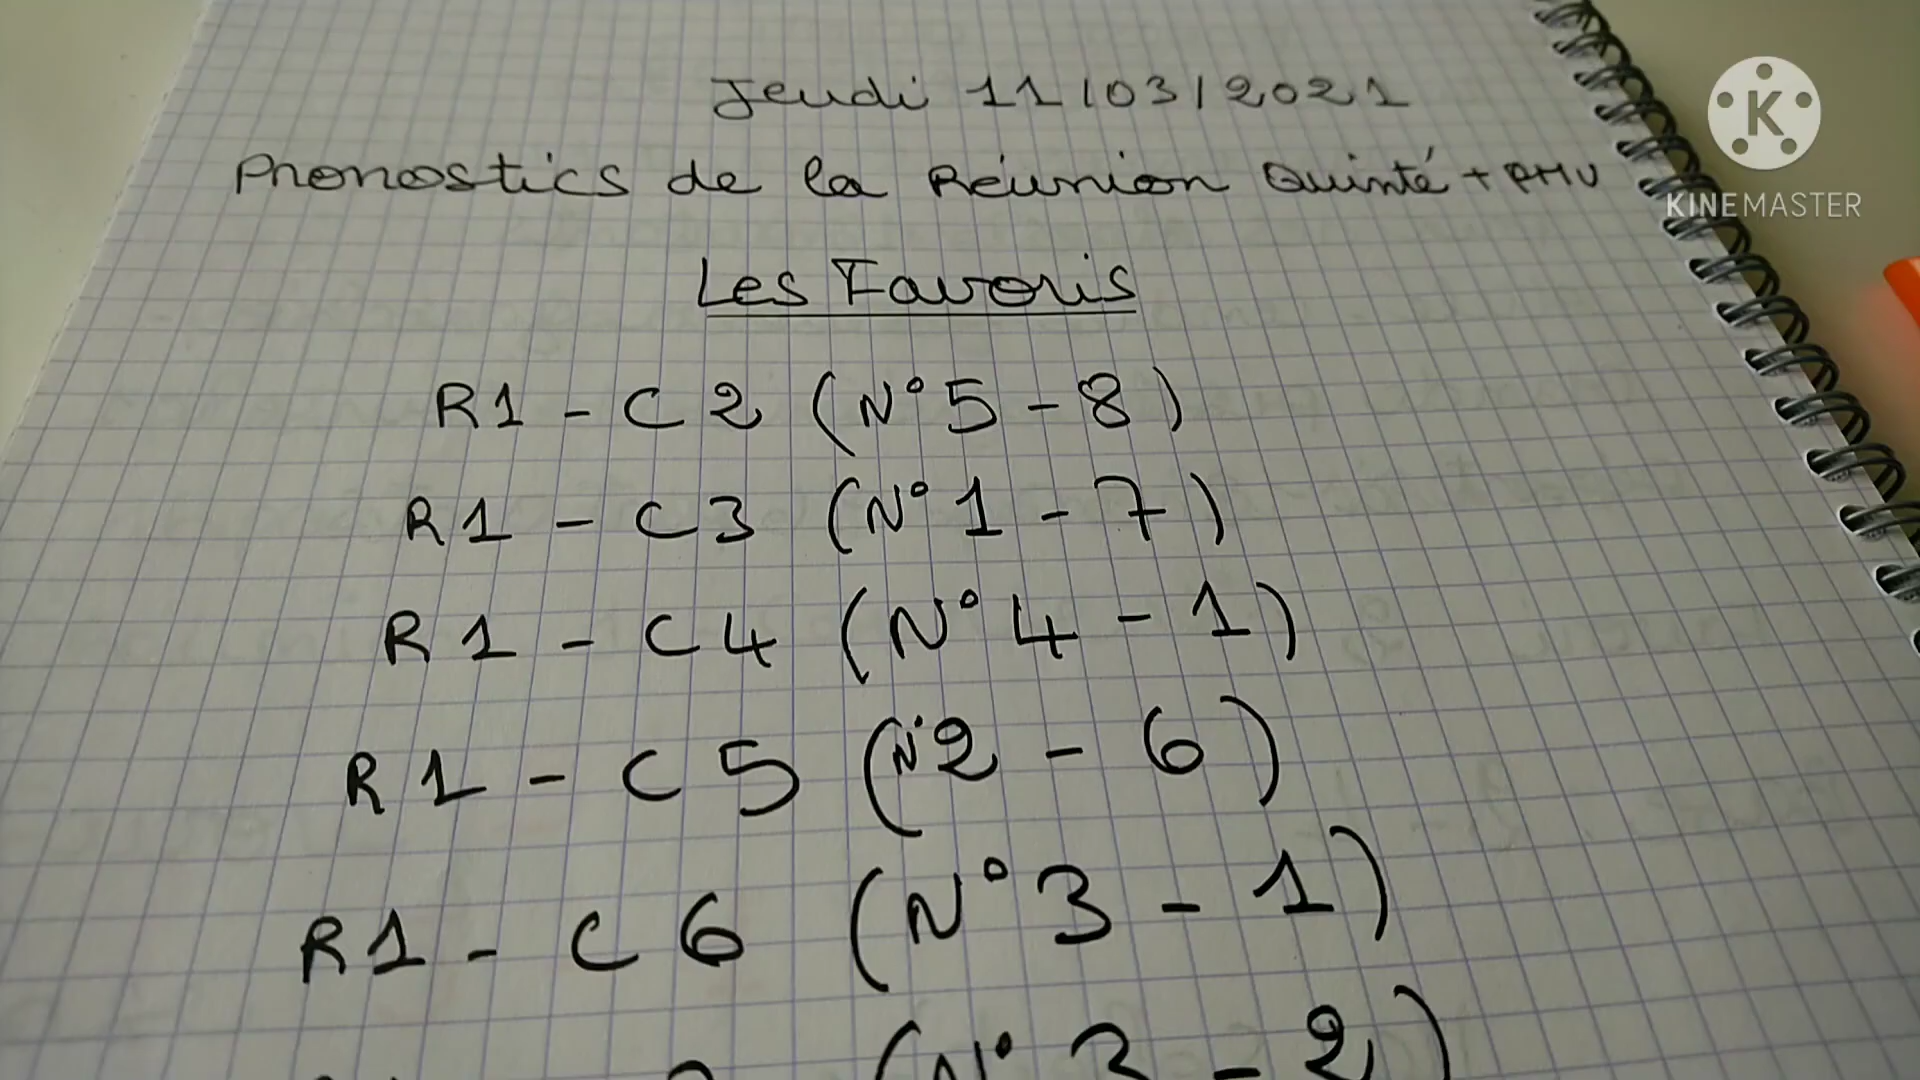 Jeudi 11/03/2021
Pronostics de la Réunion Quinté + PMU
Les Favoris
R1 - C2 (N° 5 - 8)
R1 - C3 (N° 1 - 7)
R1 - C4 (N° 4 - 1)
R1 - C5 (N° 2 - 6)
R1 - C6 (N° 3 - 1)
K
KINEMASTER